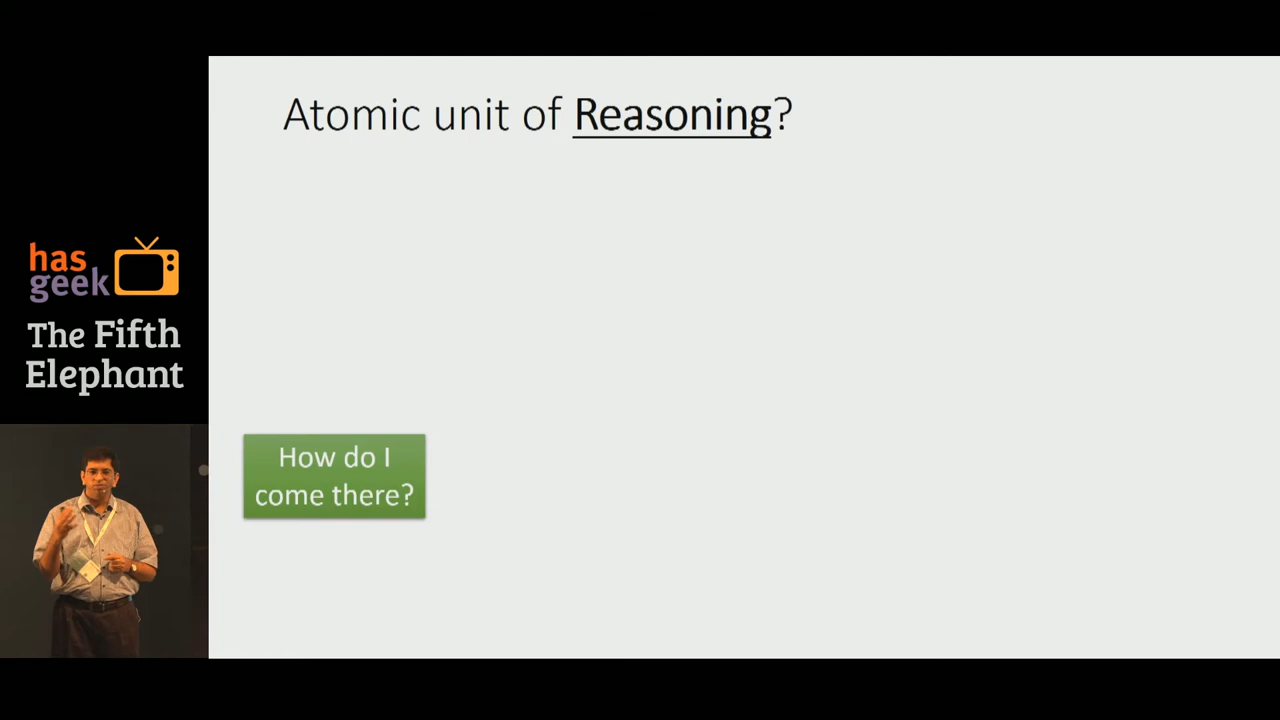 Atomic unit of Reasoning?
has
geek
The Fifth
Elephant
How do I
come there?